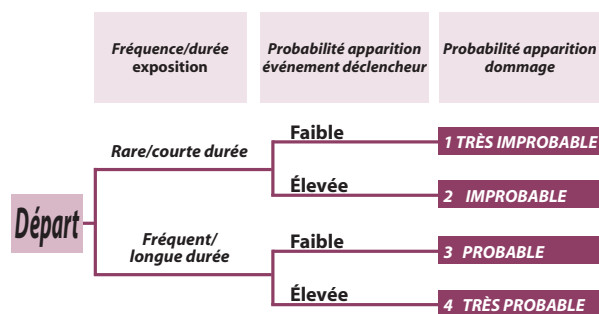 Fréquence/durée
exposition
Probabilité apparition
événement déclencheur
Probabilité apparition
dommage
Départ
Rare/courte durée
Faible
1 TRÈS IMPROBABLE
Élevée
2 IMPROBABLE
Fréquent/
longue durée
Faible
3 PROBABLE
Élevée
4 TRÈS PROBABLE